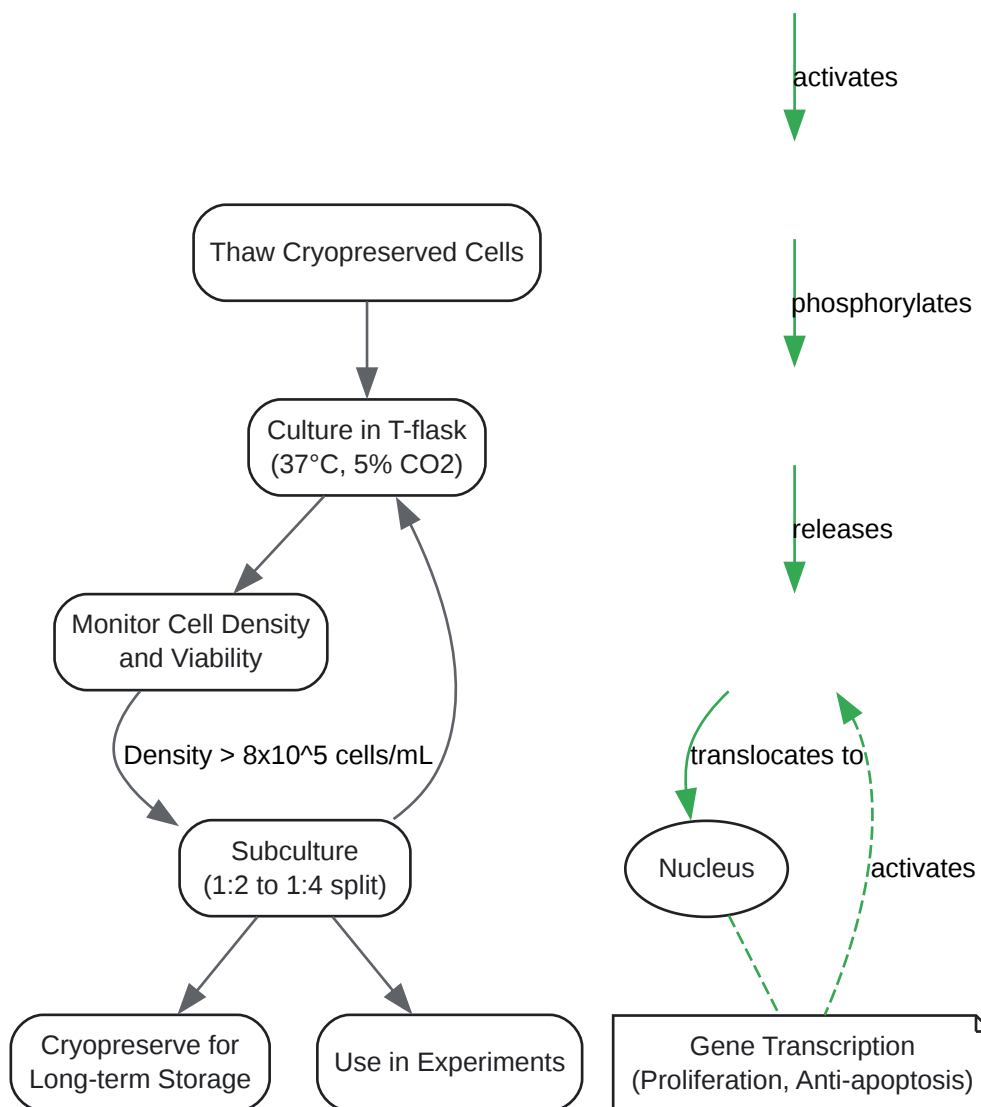 Thaw Cryopreserved Cells
Culture in T-flask
(37°C, 5% CO2)
Monitor Cell Density
and Viability
Density > 8x10^5 cells/mL
Subculture
(1:2 to 1:4 split)
Cryopreserve for
Long-term Storage
Use in Experiments
activates
phosphorylates
releases
translocates to
Nucleus
activates
Gene Transcription
(Proliferation, Anti-apoptosis)